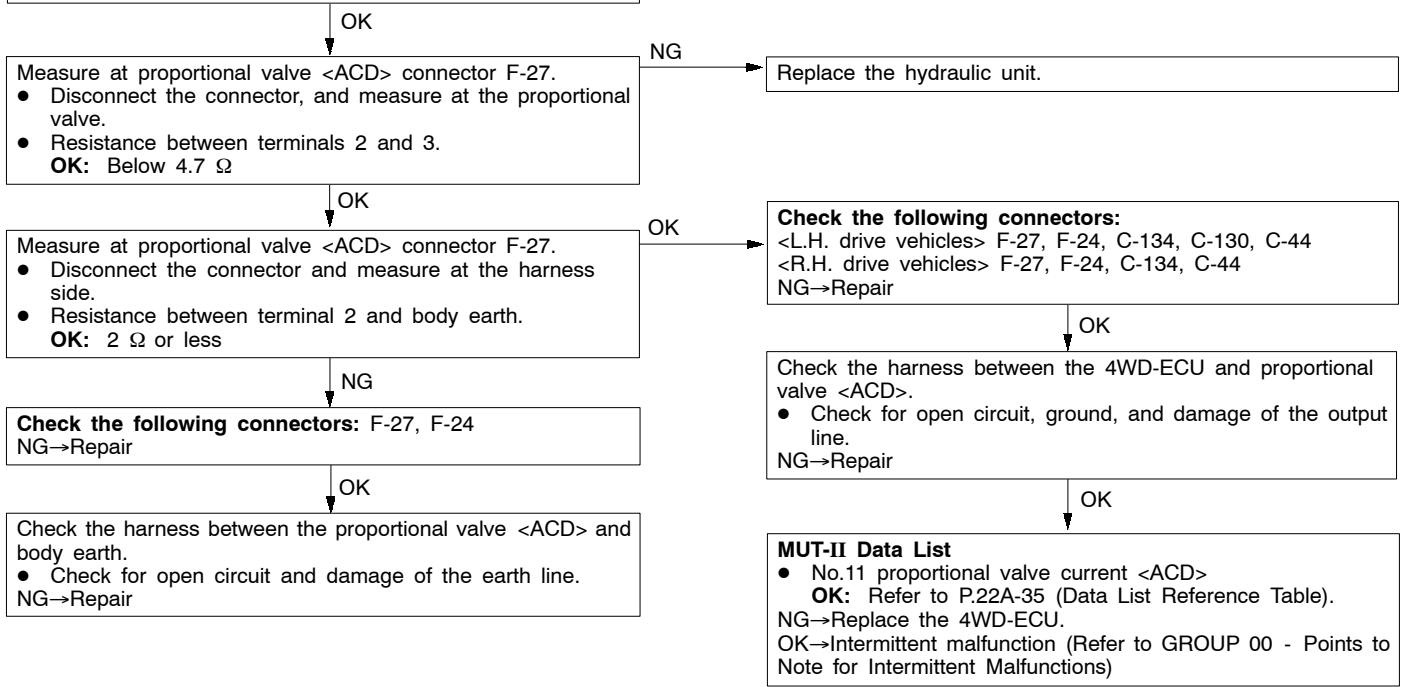 OK
Measure at proportional valve <ACD> connector F-27.
● Disconnect the connector, and measure at the proportional
valve.
● Resistance between terminals 2 and 3.
OK: Below 4.7 Ω
NG
Replace the hydraulic unit.
OK
Measure at proportional valve <ACD> connector F-27.
● Disconnect the connector and measure at the harness
side.
● Resistance between terminal 2 and body earth.
OK: 2 Ω or less
NG
Check the following connectors: F-27, F-24
NG→Repair
OK
Check the harness between the proportional valve <ACD> and
body earth.
● Check for open circuit and damage of the earth line.
NG→Repair
OK
Check the following connectors:
<L.H. drive vehicles> F-27, F-24, C-134, C-130, C-44
<R.H. drive vehicles> F-27, F-24, C-134, C-44
NG→Repair
OK
Check the harness between the 4WD-ECU and proportional
valve <ACD>.
● Check for open circuit, ground, and damage of the output
line.
NG→Repair
OK
MUT-II Data List
● No.11 proportional valve current <ACD>
OK: Refer to P.22A-35 (Data List Reference Table).
NG→Replace the 4WD-ECU.
OK→Intermittent malfunction (Refer to GROUP 00 - Points to
Note for Intermittent Malfunctions)